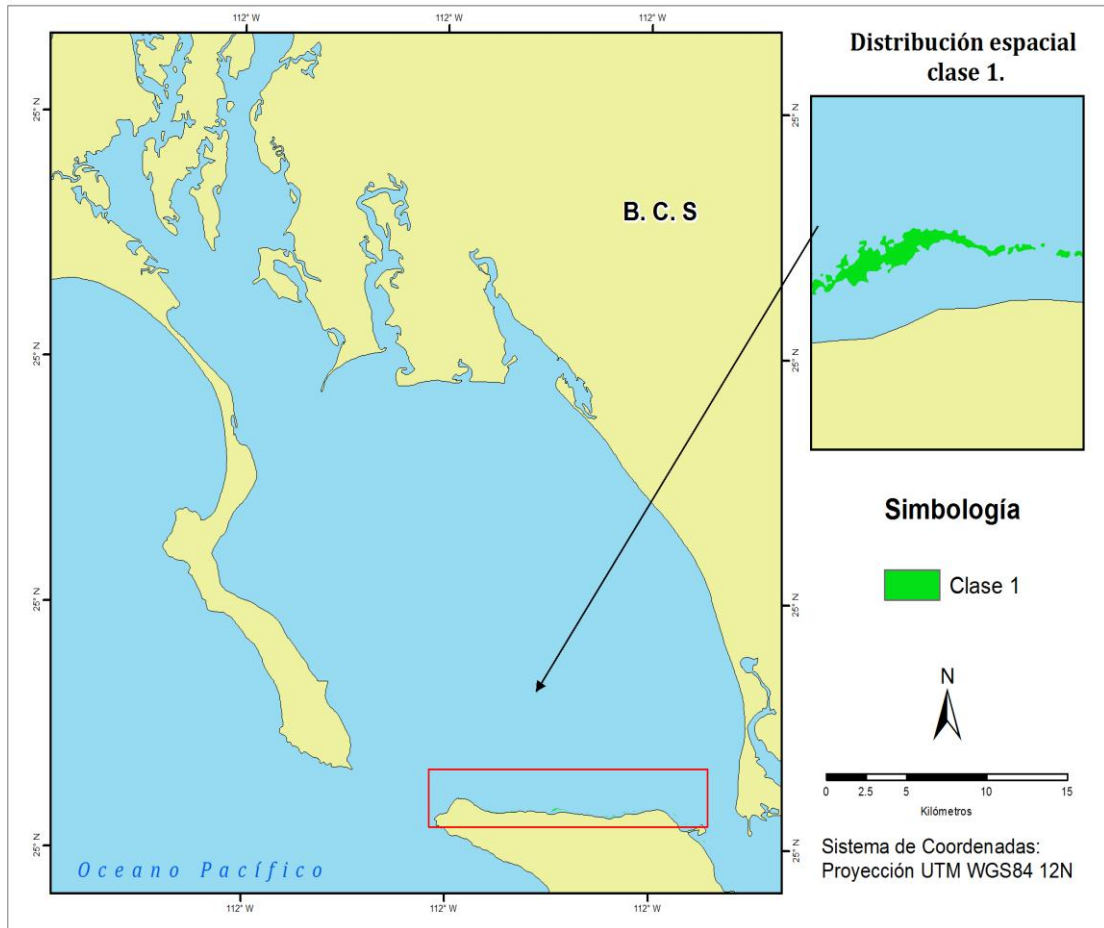 112° W 112° W 112° W
Distribución espacial
clase 1.
25° N
25° N
B. C. S
25° N
25° N
Simbología
Clase 1
25° N
25° N
N
0 2.5 5 10 15
Kilómetros
Sistema de Coordenadas:
Proyección UTM WGS84 12N
25° N
25° N
Oceano Pacífico
112° W 112° W 112° W